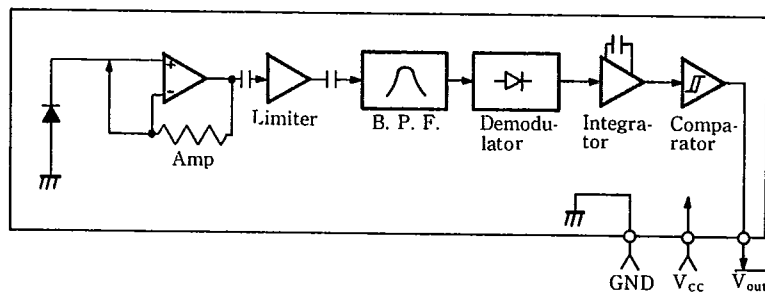 +
−
Amp
Limiter
B. P. F.
Demodu-
lator
Integra-
tor
Compa-
rator
GND
Vcc
Vout